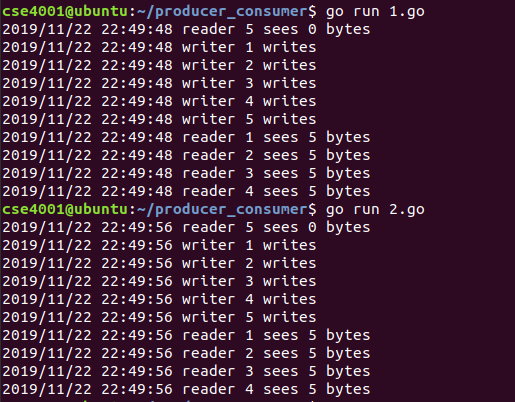 cse4001@ubuntu:~/producer_consumer$ go run 1.go
2019/11/22 22:49:48 reader 5 sees 0 bytes
2019/11/22 22:49:48 writer 1 writes
2019/11/22 22:49:48 writer 2 writes
2019/11/22 22:49:48 writer 3 writes
2019/11/22 22:49:48 writer 4 writes
2019/11/22 22:49:48 writer 5 writes
2019/11/22 22:49:48 reader 1 sees 5 bytes
2019/11/22 22:49:48 reader 2 sees 5 bytes
2019/11/22 22:49:48 reader 3 sees 5 bytes
2019/11/22 22:49:48 reader 4 sees 5 bytes
cse4001@ubuntu:~/producer_consumer$ go run 2.go
2019/11/22 22:49:56 reader 5 sees 0 bytes
2019/11/22 22:49:56 writer 1 writes
2019/11/22 22:49:56 writer 2 writes
2019/11/22 22:49:56 writer 3 writes
2019/11/22 22:49:56 writer 4 writes
2019/11/22 22:49:56 writer 5 writes
2019/11/22 22:49:56 reader 1 sees 5 bytes
2019/11/22 22:49:56 reader 2 sees 5 bytes
2019/11/22 22:49:56 reader 3 sees 5 bytes
2019/11/22 22:49:56 reader 4 sees 5 bytes